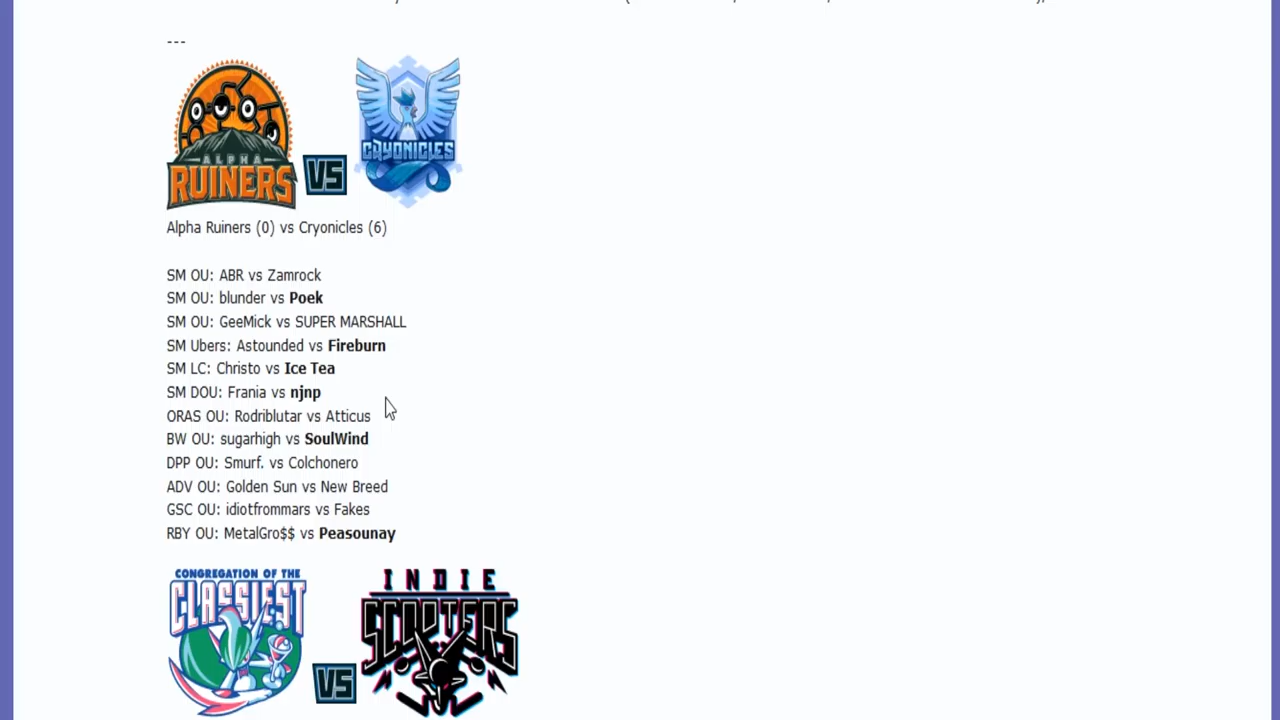 ---
ALPHA
RUINERS
VS
CRYONICLES
Alpha Ruiners (0) vs Cryonicles (6)
SM OU: ABR vs Zamrock
SM OU: blunder vs Poek
SM OU: GeeMick vs SUPER MARSHALL
SM Ubers: Astounded vs Fireburn
SM LC: Christo vs Ice Tea
SM DOU: Frania vs njnp
ORAS OU: Rodriblutar vs Atticus
BW OU: sugarhigh vs SoulWind
DPP OU: Smurf. vs Colchonero
ADV OU: Golden Sun vs New Breed
GSC OU: idiotfrommars vs Fakes
RBY OU: MetalGro$$ vs Peasounay
CONGREGATION OF THE
CLASSIEST
VS
INDIE
SCOOTERS